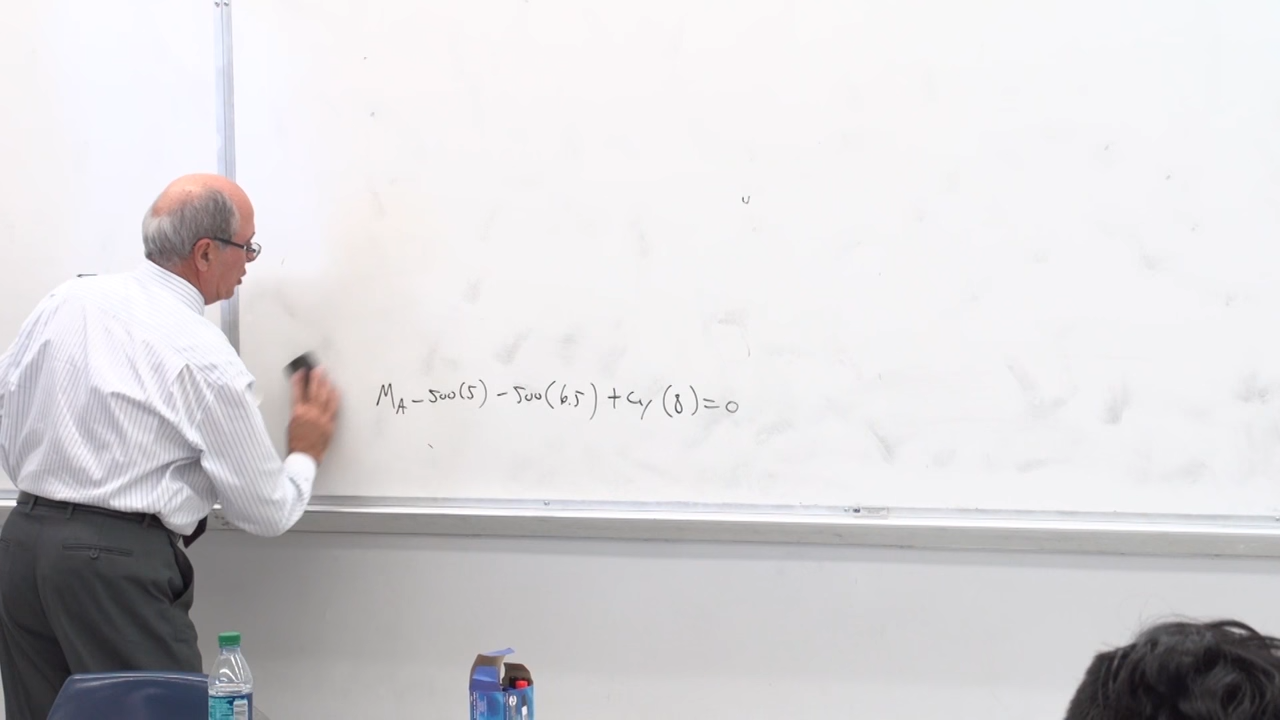 M_A - 500(5) - 500(6.5) + C_y (8) = 0